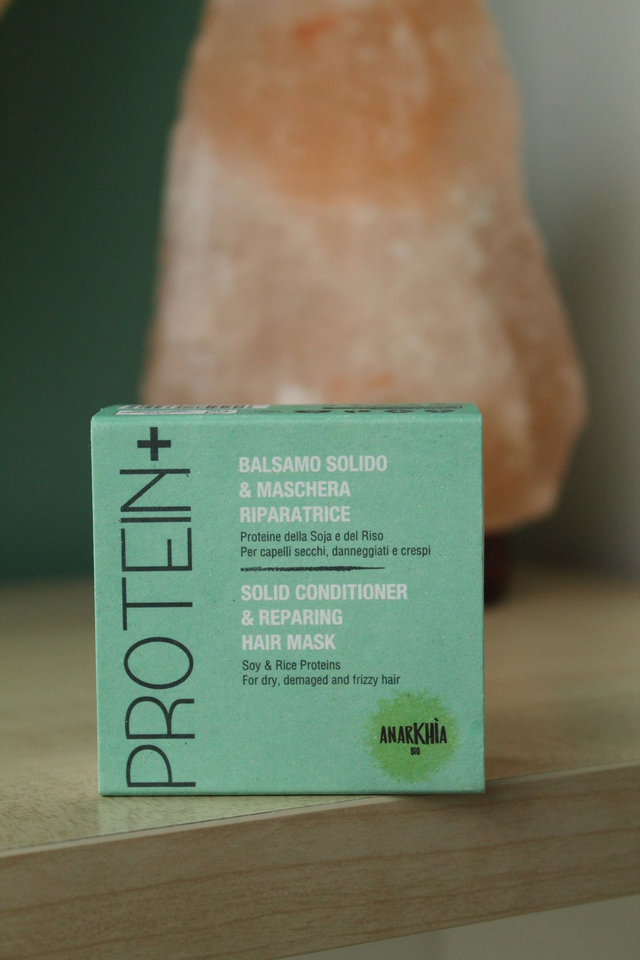 PROTEIN+
BALSAMO SOLIDO
& MASCHERA
RIPARATRICE
Proteine della Soja e del Riso
Per capelli secchi, danneggiati e crespi
SOLID CONDITIONER
& REPARING
HAIR MASK
Soy & Rice Proteins
For dry, demaged and frizzy hair
ANARKHÌA
BIO